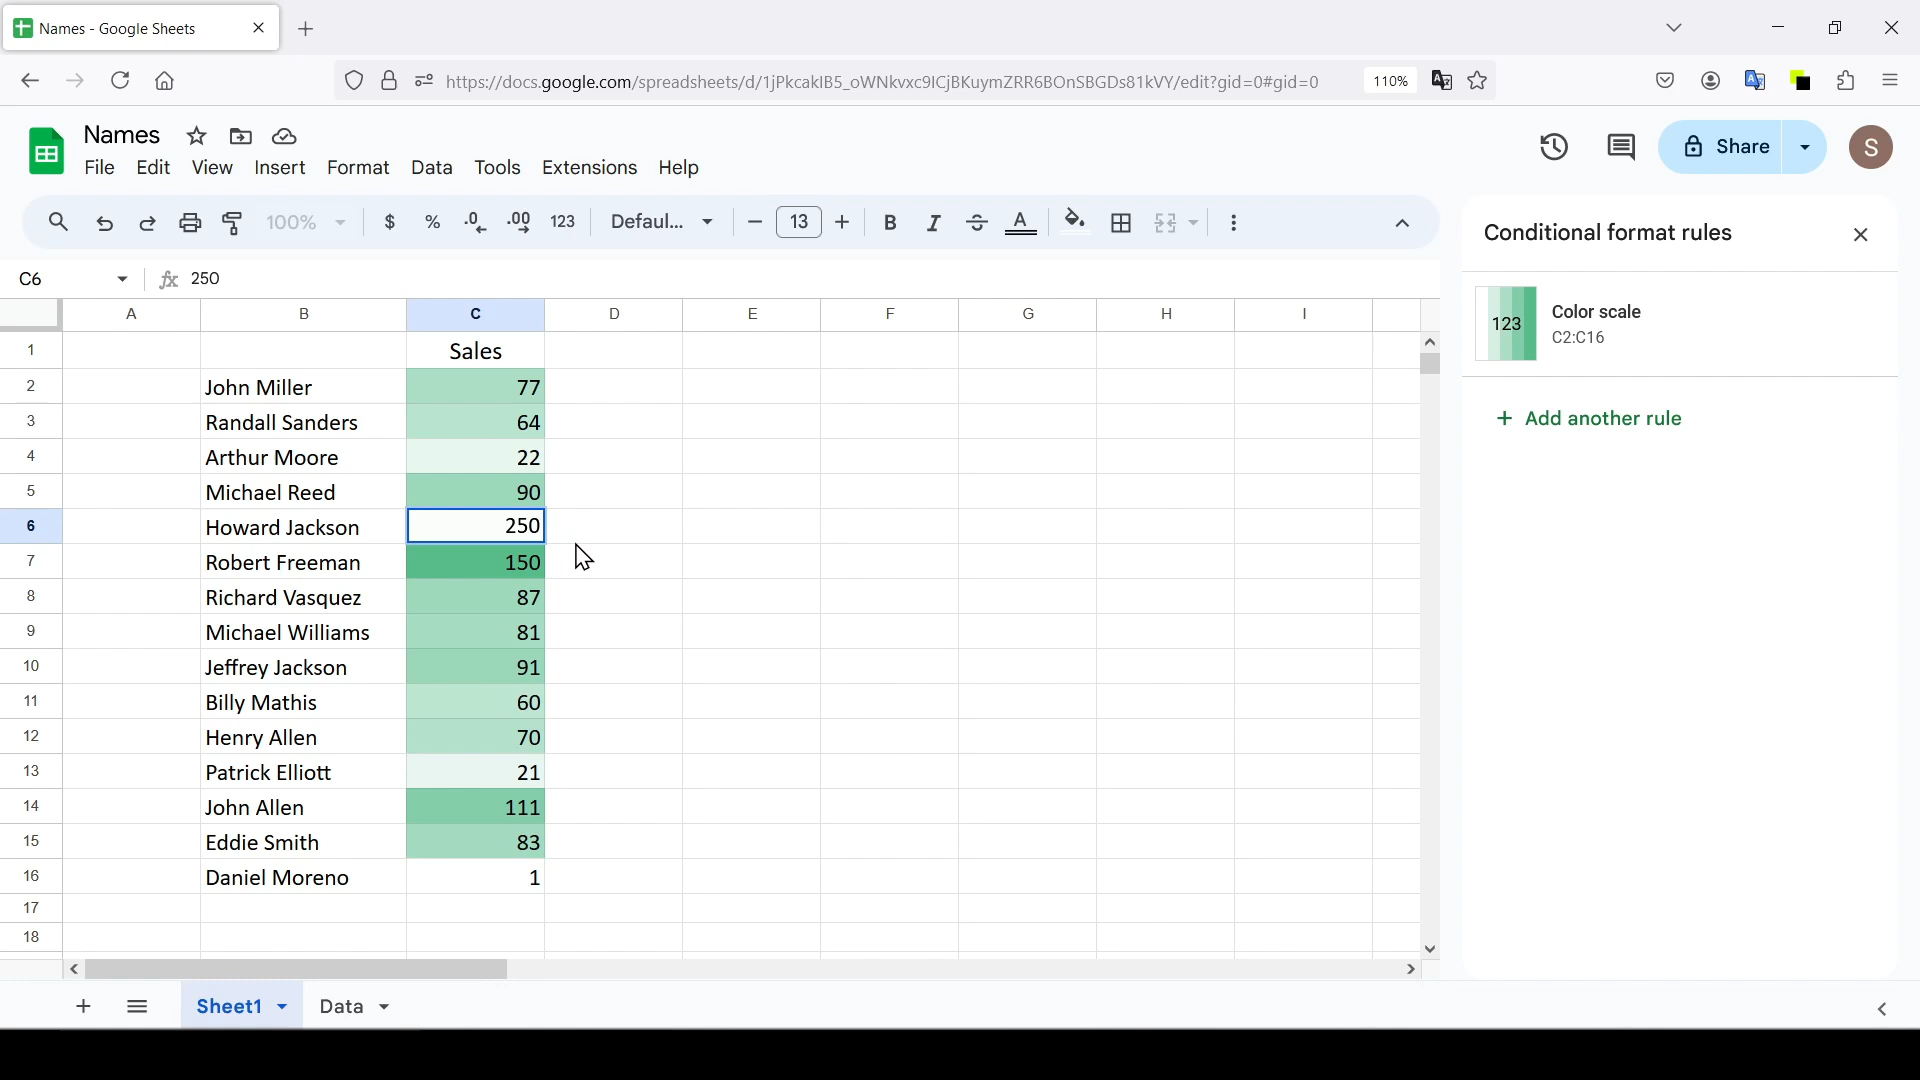 Names - Google Sheets
https://docs.google.com/spreadsheets/d/1jPkcakIB5_oWNkvxc9ICjBKuymZRR6BOnSBGDs81kVY/edit?gid=0#gid=0 110%
Names
File Edit View Insert Format Data Tools Extensions Help
Share S
100% $ % .0 .00 123 Defaul... 13 B I S A
Conditional format rules
C6 fx 250
A B C D E F G H I
123 Color scale
C2:C16
Add another rule
1 Sales
2 John Miller 77
3 Randall Sanders 64
4 Arthur Moore 22
5 Michael Reed 90
6 Howard Jackson 250
7 Robert Freeman 150
8 Richard Vasquez 87
9 Michael Williams 81
10 Jeffrey Jackson 91
11 Billy Mathis 60
12 Henry Allen 70
13 Patrick Elliott 21
14 John Allen 111
15 Eddie Smith 83
16 Daniel Moreno 1
17
18
Sheet1 Data